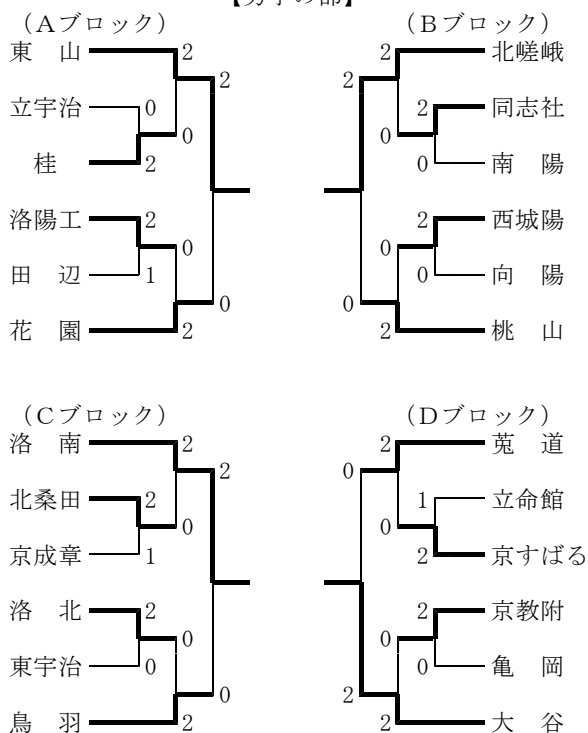 【男子の部】
(Aブロック)
東 山 2
2
立宇治 0
0
桂 2
洛陽工 2
0
田 辺 1
0
花 園 2
(Bブロック)
2 北嵯峨
2
2 同志社
0
0 南 陽
2 西城陽
0
0 向 陽
0
2 桃 山
(Cブロック)
洛 南 2
2
北桑田 2
0
京成章 1
洛 北 2
0
東宇治 0
0
鳥 羽 2
(Dブロック)
2 莵 道
0
1 立命館
0
2 京すばる
2 京教附
0
0 亀 岡
2
2 大 谷